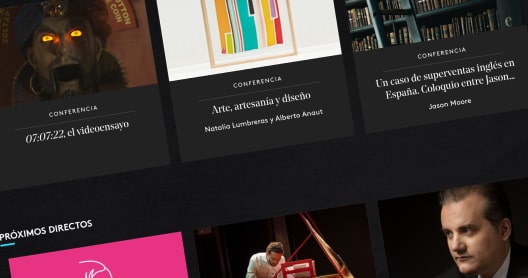 ZOLTAR
CONFERENCIA
07:07:22, el videoensayo
CONFERENCIA
Arte, artesanía y diseño
Natalia Lumbreras y Alberto Anaut
CONFERENCIA
Un caso de superventas inglés en
España. Coloquio entre Jason...
Jason Moore
PRÓXIMOS DIRECTOS